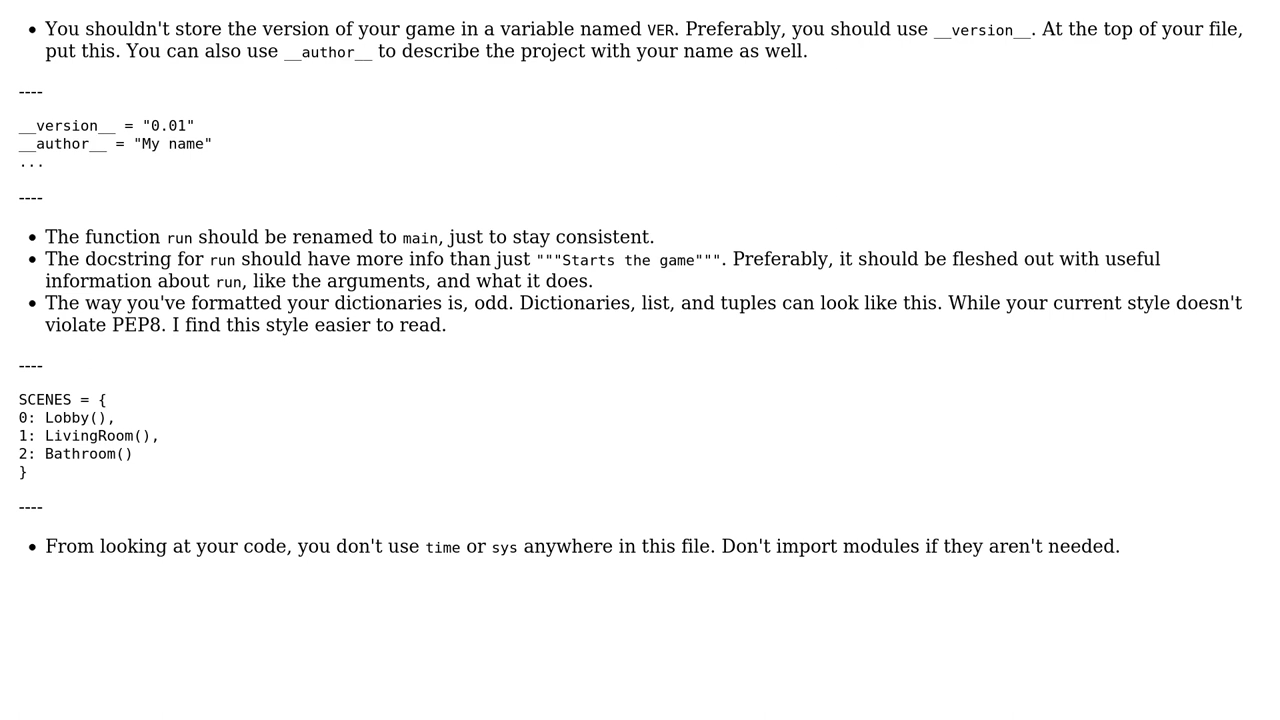 • You shouldn't store the version of your game in a variable named VER. Preferably, you should use __version__. At the top of your file,
put this. You can also use __author__ to describe the project with your name as well.
----
__version__ = "0.01"
__author__ = "My name"
...
----
• The function run should be renamed to main, just to stay consistent.
• The docstring for run should have more info than just """Starts the game""". Preferably, it should be fleshed out with useful
information about run, like the arguments, and what it does.
• The way you've formatted your dictionaries is, odd. Dictionaries, list, and tuples can look like this. While your current style doesn't
violate PEP8. I find this style easier to read.
----
SCENES = {
0: Lobby(),
1: LivingRoom(),
2: Bathroom()
}
----
• From looking at your code, you don't use time or sys anywhere in this file. Don't import modules if they aren't needed.